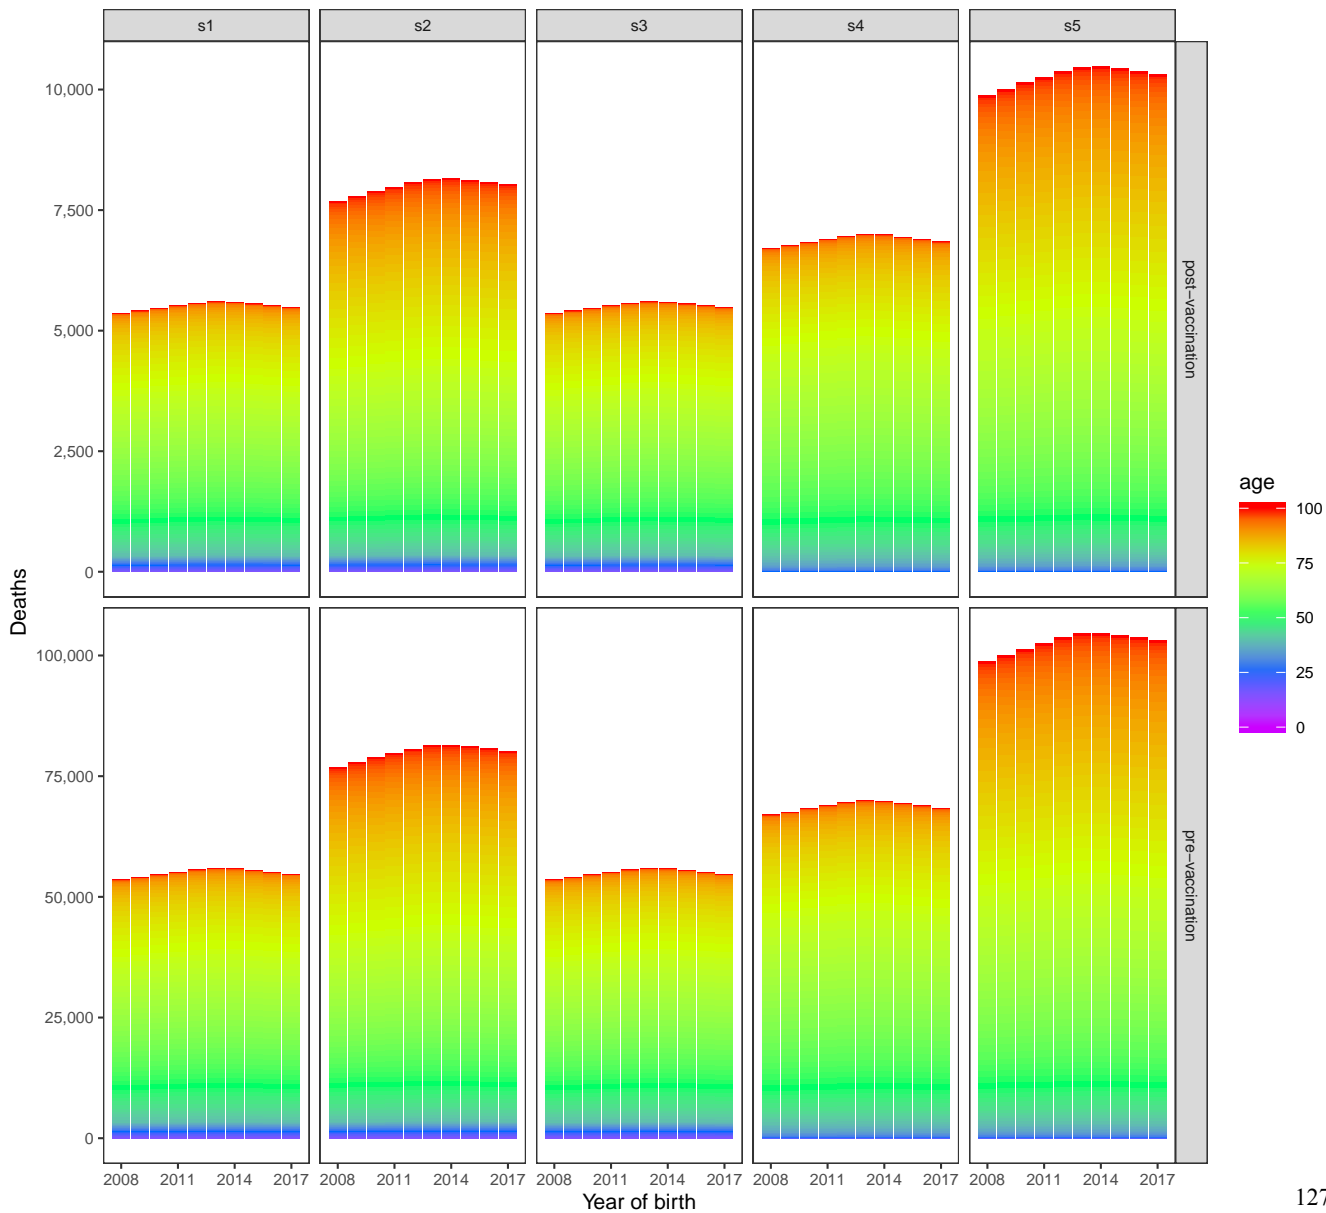 s1 s2 s3 s4 s5
10,000
7,500
5,000
2,500
0
post−vaccination
100,000
75,000
50,000
25,000
0
pre−vaccination
Deaths
2008 2011 2014 2017 2008 2011 2014 2017 2008 2011 2014 2017 2008 2011 2014 2017 2008 2011 2014 2017
Year of birth
age
100
75
50
25
0
127